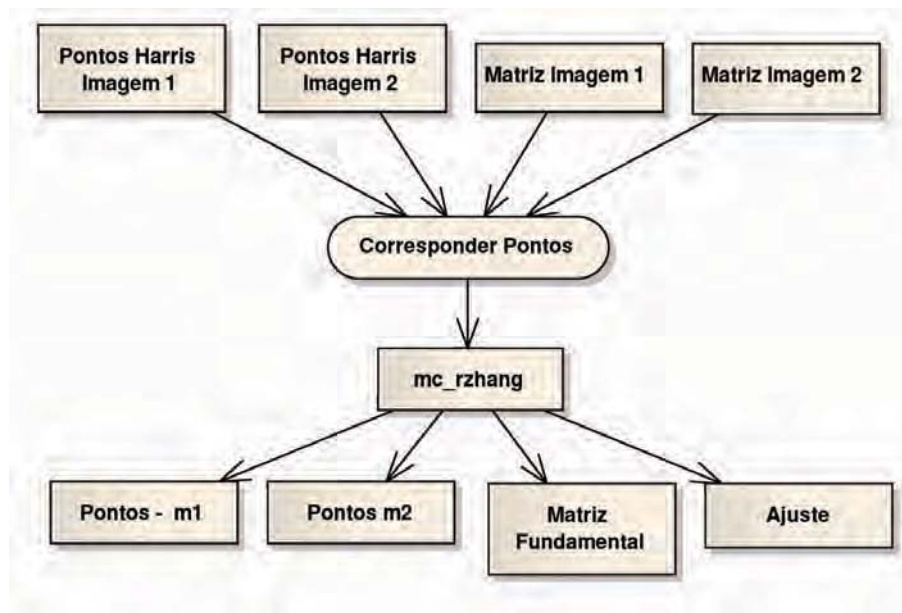 Pontos Harris
Imagem 1
Pontos Harris
Imagem 2
Matriz Imagem 1
Matriz Imagem 2
Corresponder Pontos
mc_rzhang
Pontos - m1
Pontos m2
Matriz
Fundamental
Ajuste